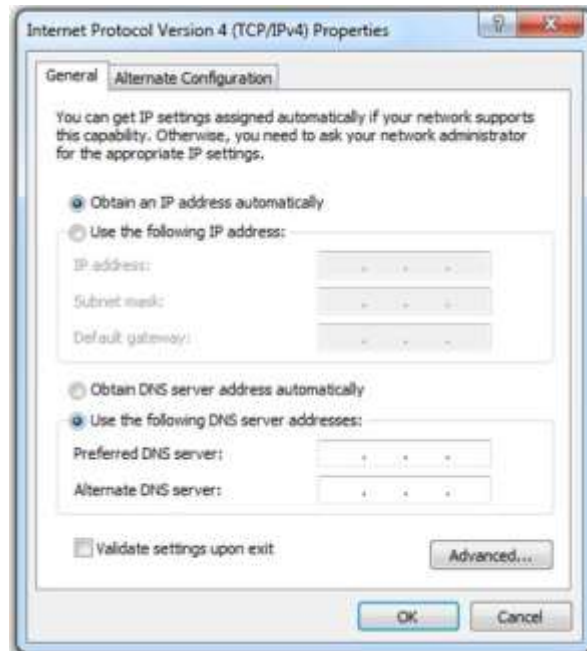 Internet Protocol Version 4 (TCP/IPv4) Properties
General
Alternate Configuration
You can get IP settings assigned automatically if your network supports
this capability. Otherwise, you need to ask your network administrator
for the appropriate IP settings.
Obtain an IP address automatically
Use the following IP address:
IP address:
Subnet mask:
Default gateway:
Obtain DNS server address automatically
Use the following DNS server addresses:
Preferred DNS server:
Alternate DNS server:
Validate settings upon exit
Advanced...
OK
Cancel